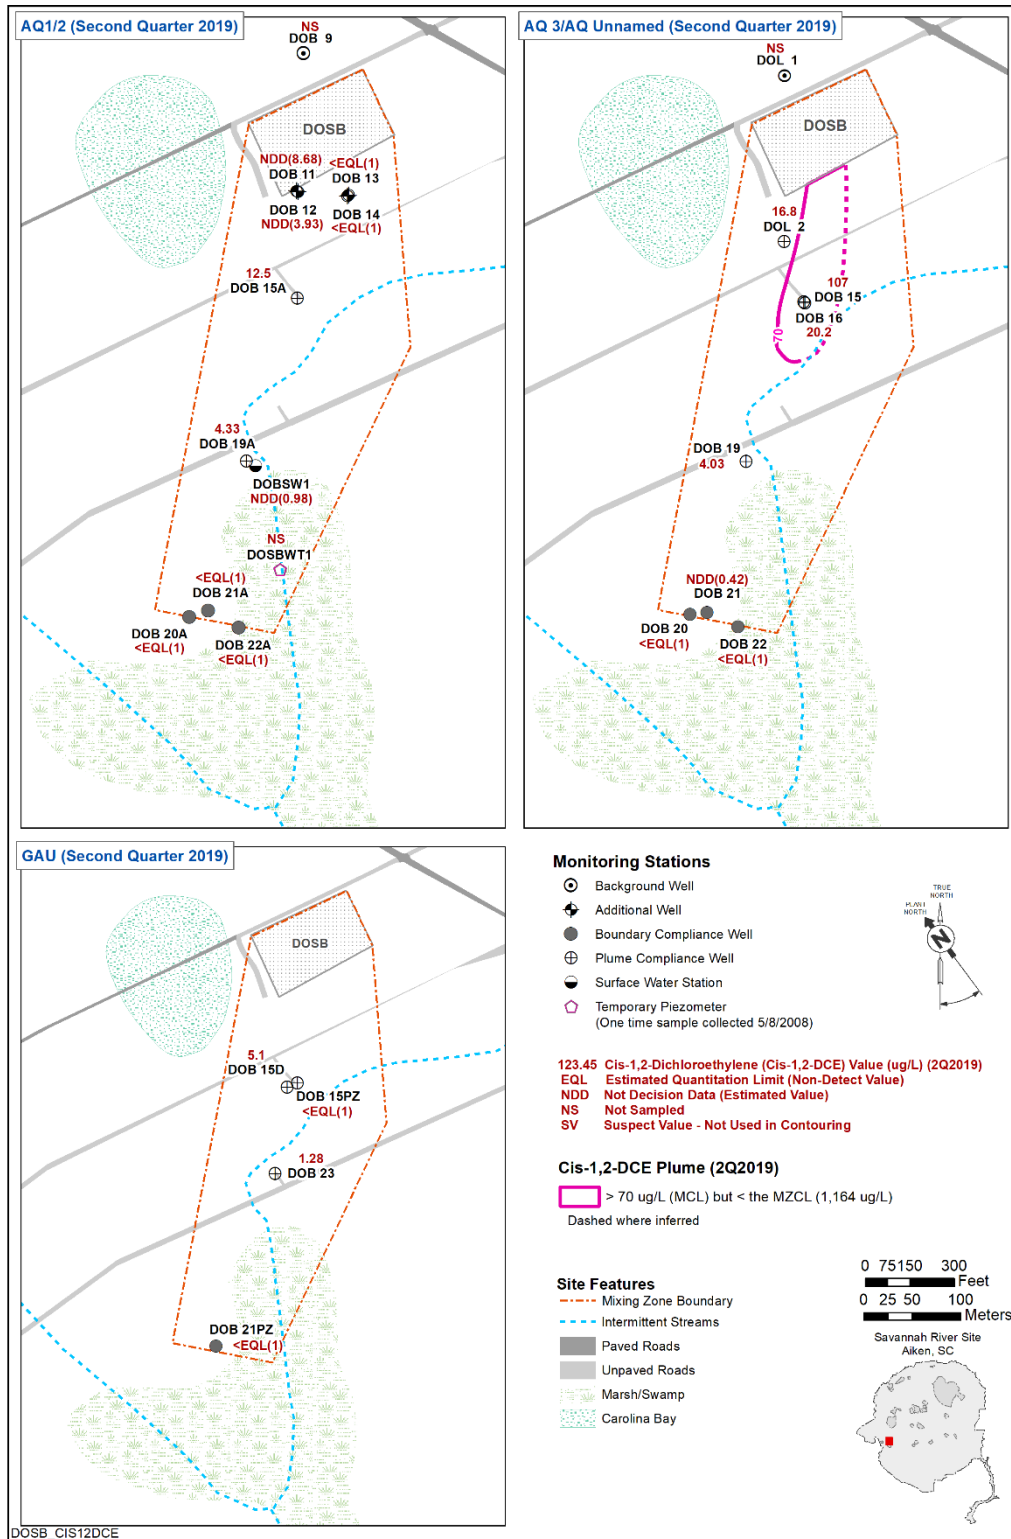 AQ1/2 (Second Quarter 2019)
NS
DOB 9
DOSB
NDD(8.68)
DOB 11
<EQL(1)
DOB 13
DOB 12
NDD(3.93)
DOB 14
<EQL(1)
12.5
DOB 15A
4.33
DOB 19A
DOBSW1
NDD(0.98)
NS
DOSBWT1
<EQL(1)
DOB 21A
DOB 20A
<EQL(1)
DOB 22A
<EQL(1)
AQ 3/AQ Unnamed (Second Quarter 2019)
NS
DOL 1
DOSB
16.8
DOL 2
107
DOB 15
DOB 16
20.2
70
DOB 19
4.03
NDD(0.42)
DOB 21
DOB 20
<EQL(1)
DOB 22
<EQL(1)
GAU (Second Quarter 2019)
DOSB
5.1
DOB 15D
DOB 15PZ
<EQL(1)
1.28
DOB 23
DOB 21PZ
<EQL(1)
Monitoring Stations
Background Well
Additional Well
Boundary Compliance Well
Plume Compliance Well
Surface Water Station
Temporary Piezometer
(One time sample collected 5/8/2008)
TRUE
NORTH
PLANT
NORTH
N
123.45 Cis-1,2-Dichloroethylene (Cis-1,2-DCE) Value (ug/L) (2Q2019)
EQL Estimated Quantitation Limit (Non-Detect Value)
NDD Not Decision Data (Estimated Value)
NS Not Sampled
SV Suspect Value - Not Used in Contouring
Cis-1,2-DCE Plume (2Q2019)
> 70 ug/L (MCL) but < the MZCL (1,164 ug/L)
Dashed where inferred
Site Features
Mixing Zone Boundary
Intermittent Streams
Paved Roads
Unpaved Roads
Marsh/Swamp
Carolina Bay
0 75150 300
Feet
0 25 50 100
Meters
Savannah River Site
Aiken, SC
DOSB_CIS12DCE